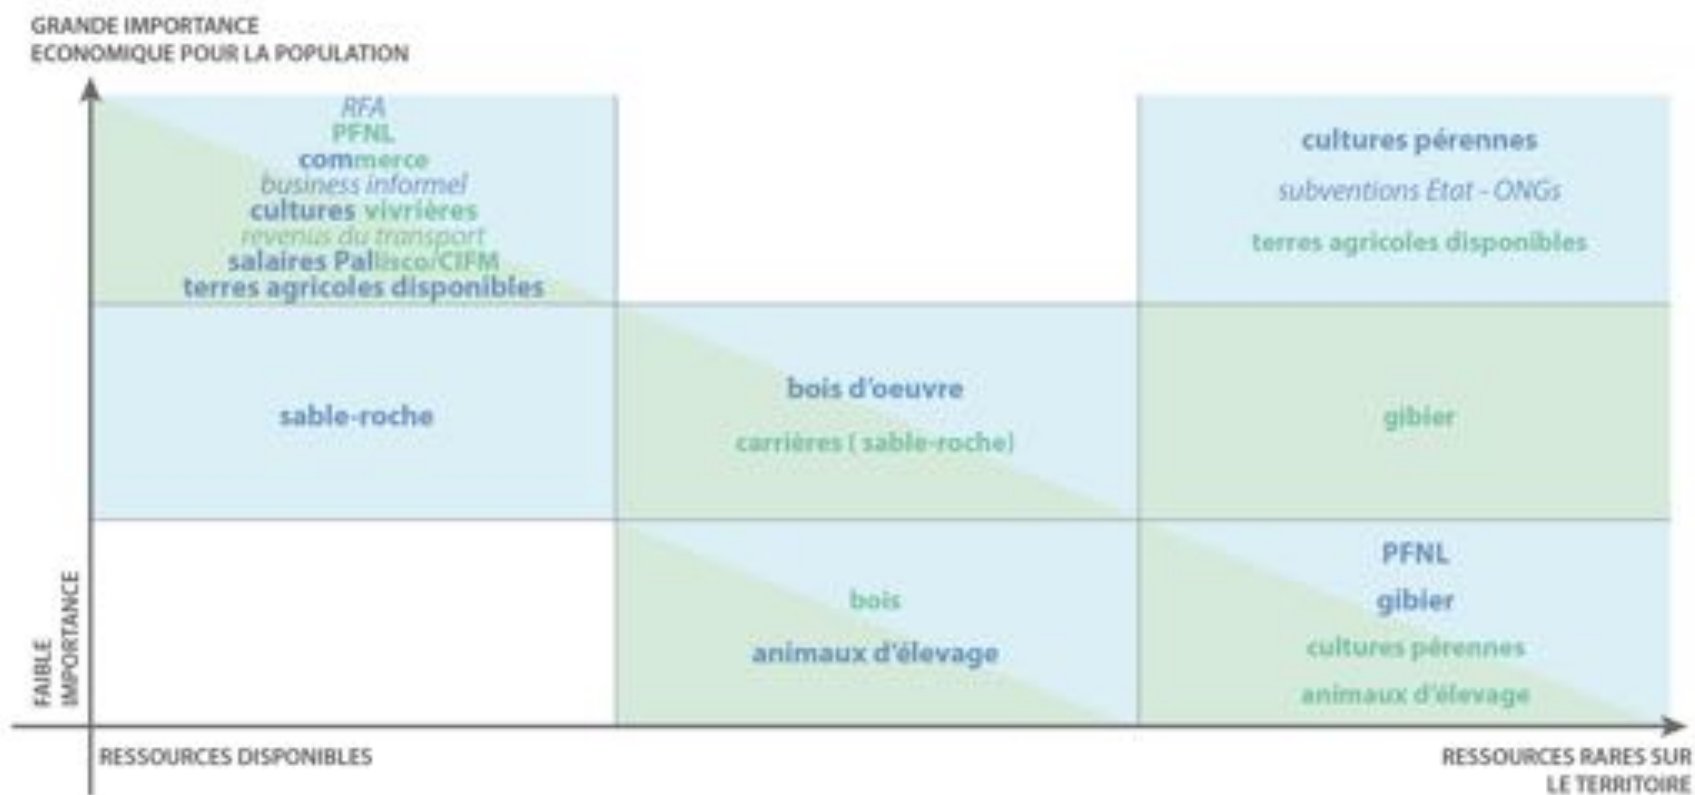 GRANDE IMPORTANCE
ECONOMIQUE POUR LA POPULATION
RFA
PFNL
commerce
business informel
cultures vivrières
revenus du transport
salaires Pallisco/CIFM
terres agricoles disponibles
cultures pérennes
subventions Etat - ONGs
terres agricoles disponibles
sable-roche
bois d'oeuvre
carrières ( sable-roche)
gibier
bois
animaux d'élevage
PFNL
gibier
cultures pérennes
animaux d'élevage
FAIBLE
IMPORTANCE
RESSOURCES DISPONIBLES
RESSOURCES RARES SUR
LE TERRITOIRE